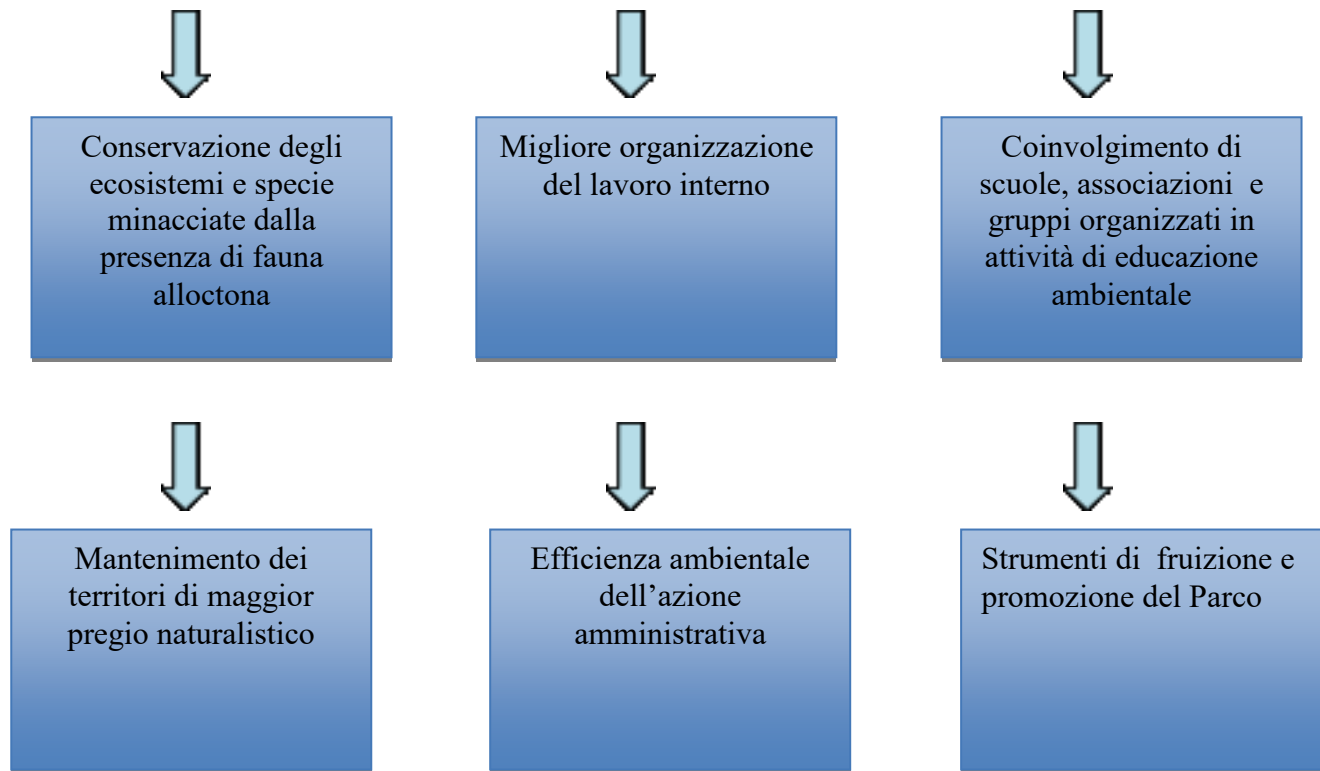 Conservazione degli
ecosistemi e specie
minacciate dalla
presenza di fauna
alloctona
Migliore organizzazione
del lavoro interno
Coinvolgimento di
scuole, associazioni  e
gruppi organizzati in
attività di educazione
ambientale
Mantenimento dei
territori di maggior
pregio naturalistico
Efficienza ambientale
dell’azione
amministrativa
Strumenti di  fruizione e
promozione del Parco